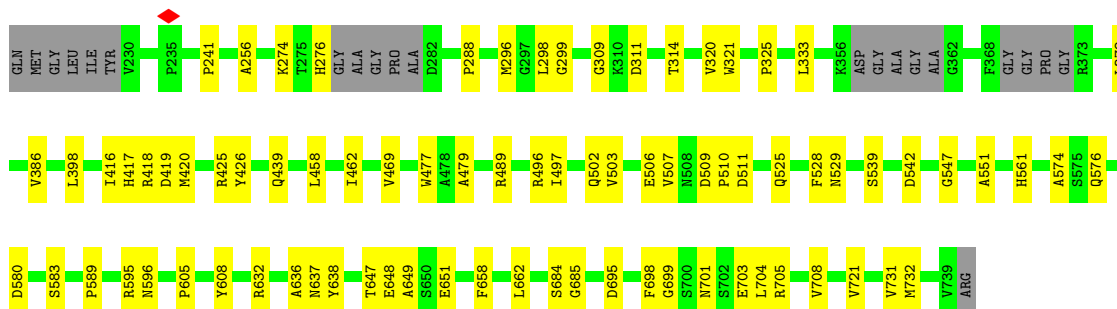 GLN MET GLY LEU ILE TYR V230 P235 P241 A256 K274 T275 H276 GLY ALA GLY PRO ALA D282 P288 M296 G297 L298 G299 G309 K310 D311 T314 V320 W321 P325 L333 K356 ASP GLY ALA GLY ALA G362 F368 GLY GLY PRO GLY R373
V386 L398 I416 H417 R418 D419 M420 R425 Y426 Q439 L458 I462 V469 W477 A478 A479 R489 R496 I497 Q502 V503 E506 V507 N508 D509 P510 D511 Q525 F528 N529 S539 D542 G547 A551 H561 A574 S575 Q576
D580 S583 P589 R595 N596 P605 Y608 R632 A636 N637 Y638 T647 E648 A649 S650 E651 F658 L662 S684 G685 D695 F698 G699 S700 N701 S702 E703 L704 R705 V708 V721 V731 M732 V739 ARG